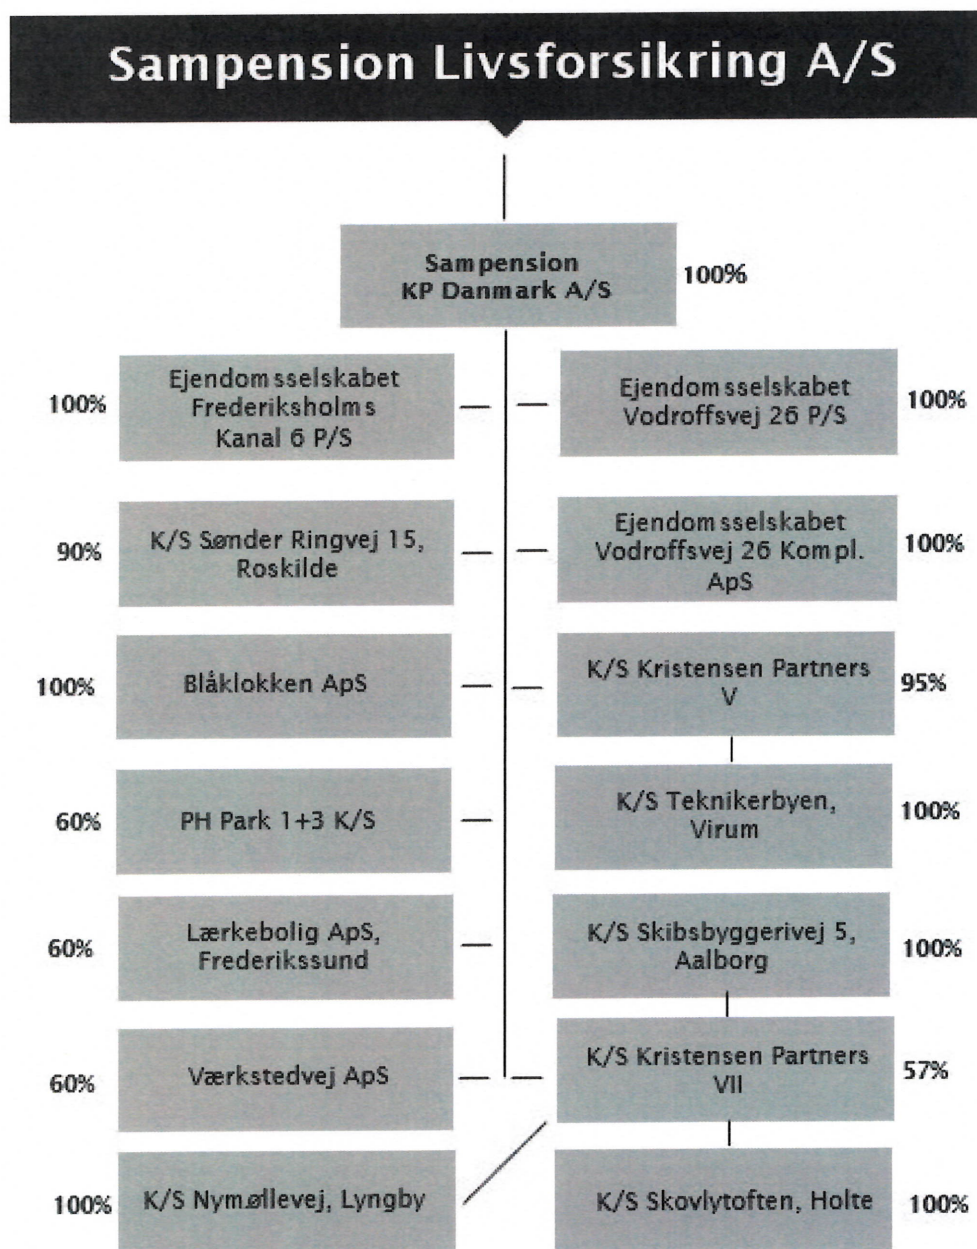 Sampension Livsforsikring A/S
Sampension
KP Danmark A/S
100%
100%
Ejendomsselskabet
Frederiksholms
Kanal 6 P/S
Ejendomsselskabet
Vodroffsvej 26 P/S
100%
90%
K/S Sønder Ringvej 15,
Roskilde
Ejendomsselskabet
Vodroffsvej 26 Kompl.
ApS
100%
100%
Blåklokken ApS
K/S Kristensen Partners
V
95%
60%
PH Park 1+3 K/S
K/S Teknikerbyen,
Virum
100%
60%
Lærkebolig ApS,
Frederikssund
K/S Skibsbyggerivej 5,
Aalborg
100%
60%
Værkstedvej ApS
K/S Kristensen Partners
VII
57%
100%
K/S Nymøllevej, Lyngby
K/S Skovlytoften, Holte
100%